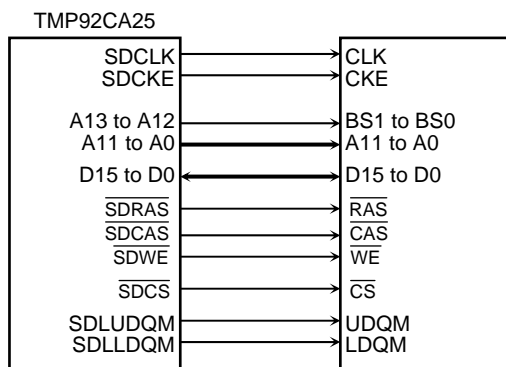 TMP92CA25
SDCLK CLK
SDCKE CKE
A13 to A12 BS1 to BS0
A11 to A0 A11 to A0
D15 to D0 D15 to D0
SDRAS RAS
SDCAS CAS
SDWE WE
SDCS CS
SDLUDQM UDQM
SDLLDQM LDQM